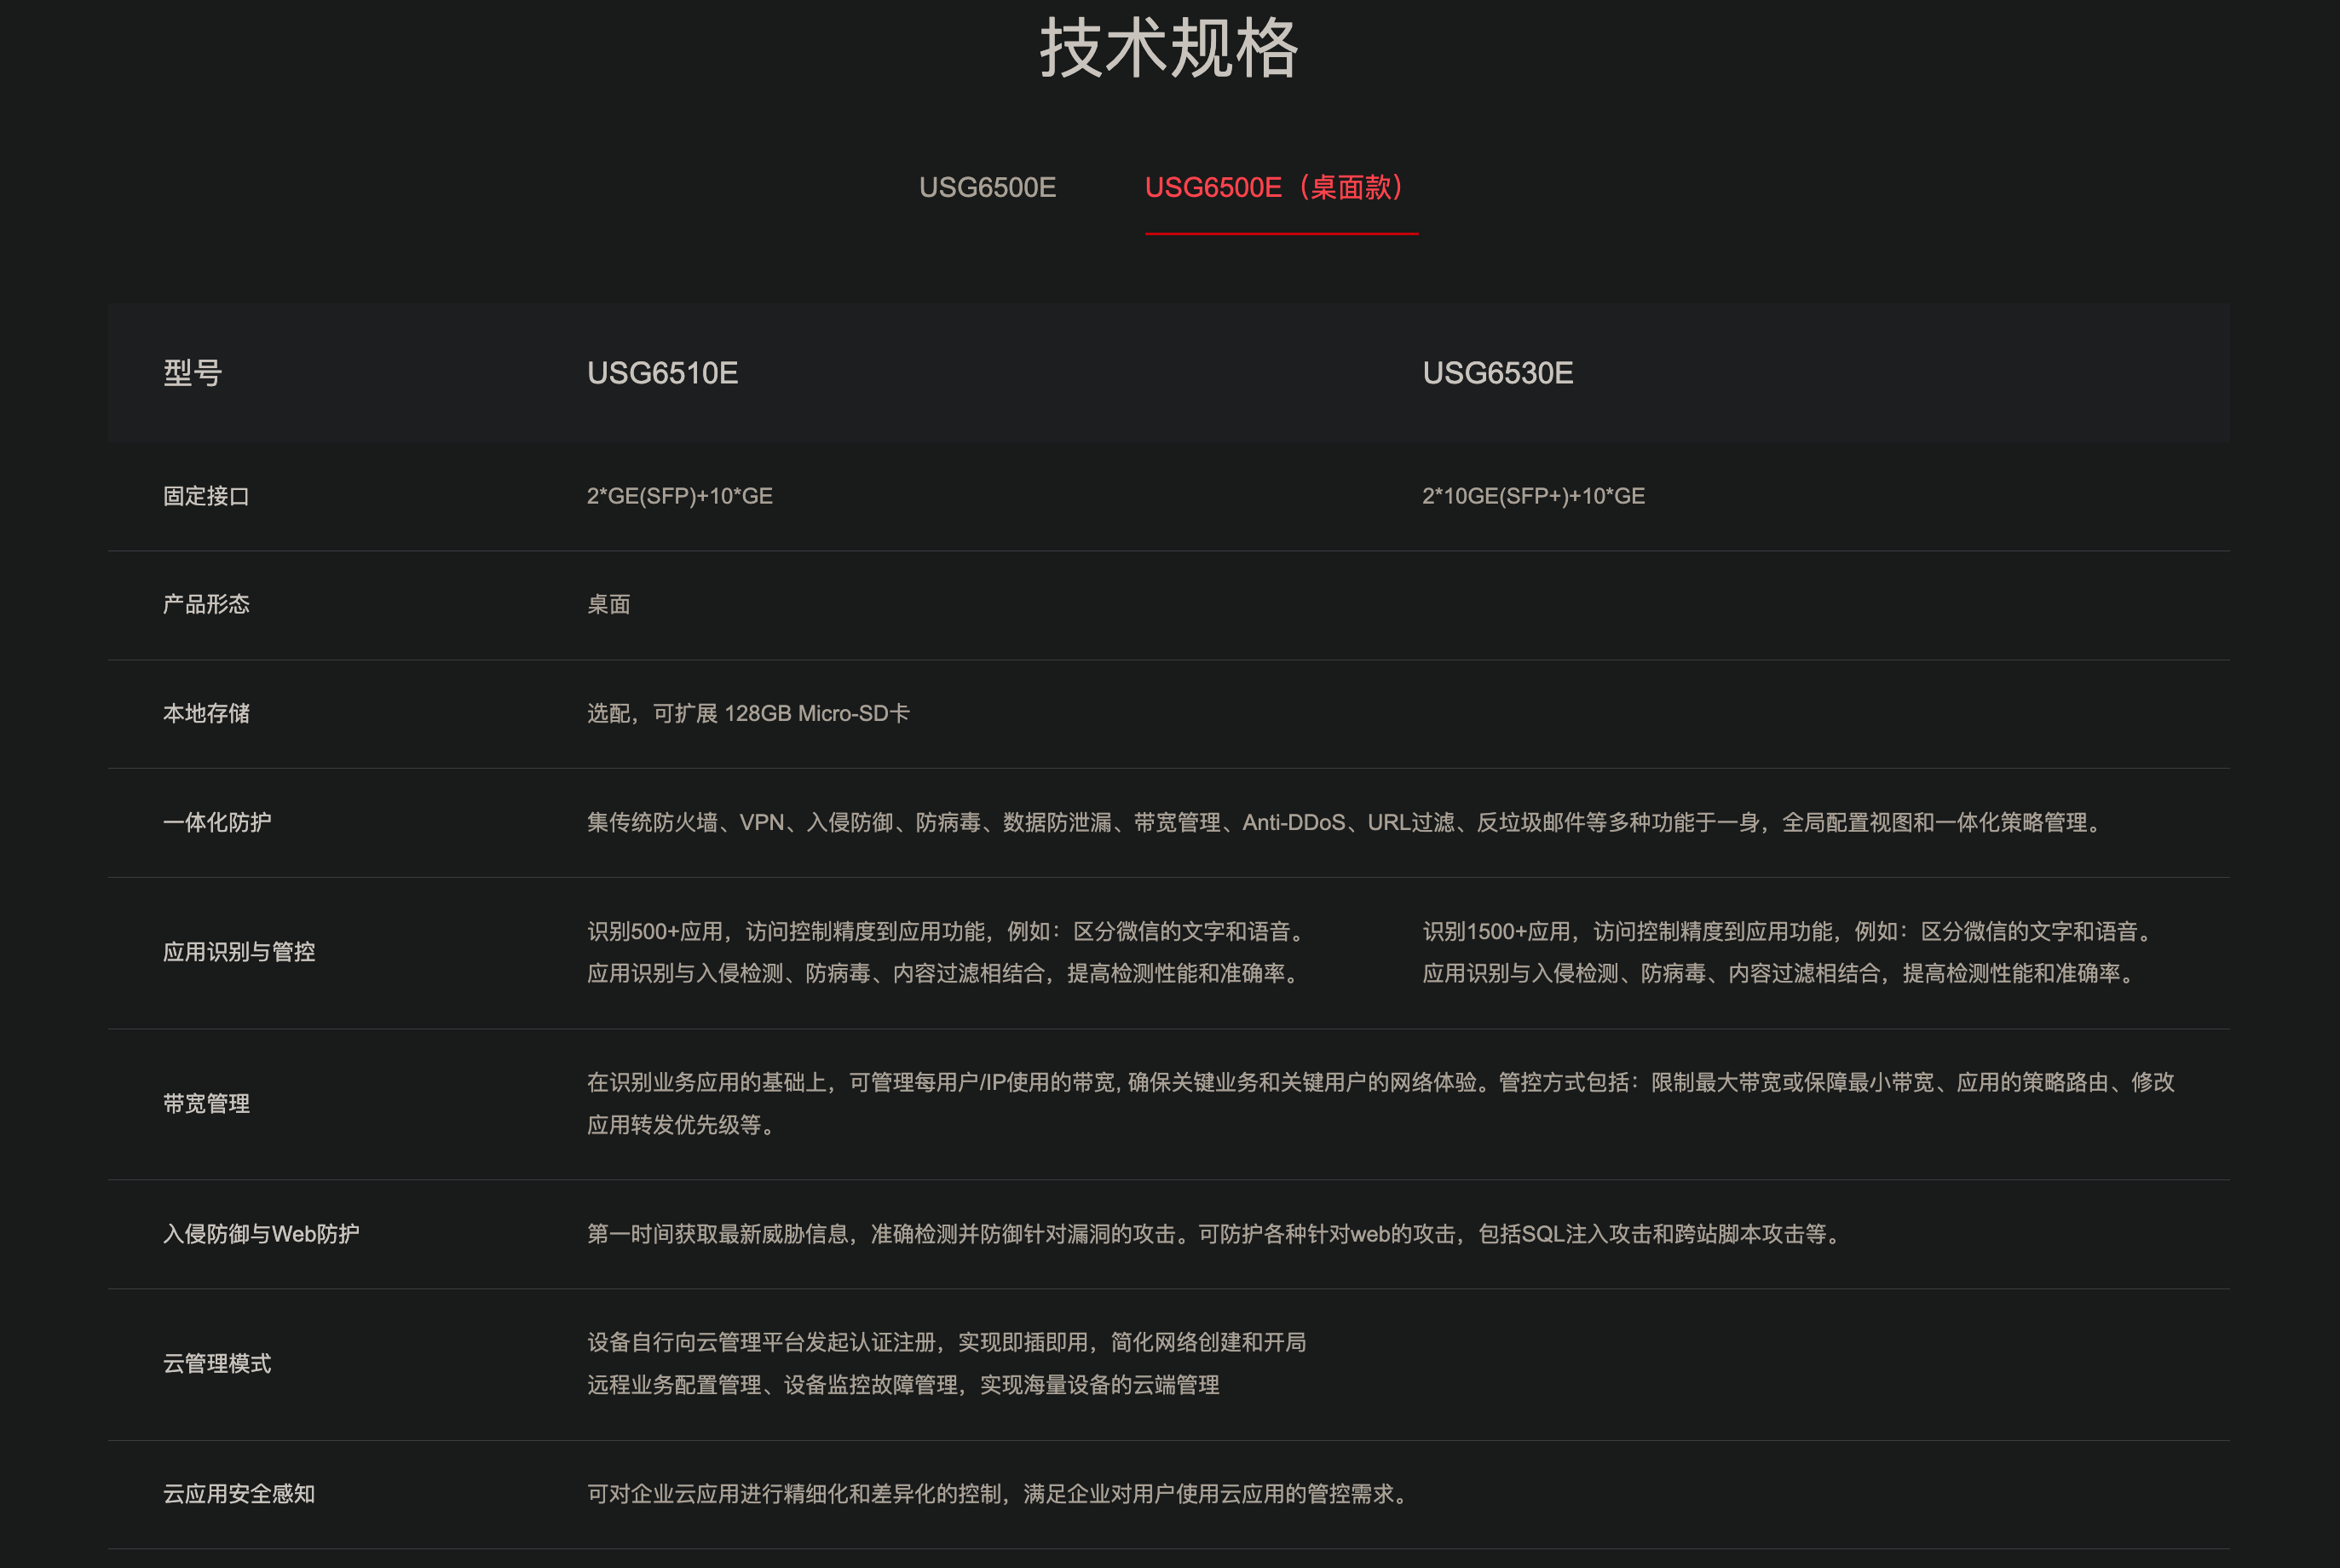 技术规格
USG6500E
USG6500E（桌面款）
型号 USG6510E USG6530E
固定接口 2*GE(SFP)+10*GE 2*10GE(SFP+)+10*GE
产品形态 桌面
本地存储 选配，可扩展 128GB Micro-SD卡
一体化防护 集传统防火墙、VPN、入侵防御、防病毒、数据防泄漏、带宽管理、Anti-DDoS、URL过滤、反垃圾邮件等多种功能于一身，全局配置视图和一体化策略管理。
应用识别与管控
识别500+应用，访问控制精度到应用功能，例如：区分微信的文字和语音。
应用识别与入侵检测、防病毒、内容过滤相结合，提高检测性能和准确率。
识别1500+应用，访问控制精度到应用功能，例如：区分微信的文字和语音。
应用识别与入侵检测、防病毒、内容过滤相结合，提高检测性能和准确率。
带宽管理
在识别业务应用的基础上，可管理每用户/IP使用的带宽, 确保关键业务和关键用户的网络体验。管控方式包括：限制最大带宽或保障最小带宽、应用的策略路由、修改
应用转发优先级等。
入侵防御与Web防护 第一时间获取最新威胁信息，准确检测并防御针对漏洞的攻击。可防护各种针对web的攻击，包括SQL注入攻击和跨站脚本攻击等。
云管理模式
设备自行向云管理平台发起认证注册，实现即插即用，简化网络创建和开局
远程业务配置管理、设备监控故障管理，实现海量设备的云端管理
云应用安全感知 可对企业云应用进行精细化和差异化的控制，满足企业对用户使用云应用的管控需求。